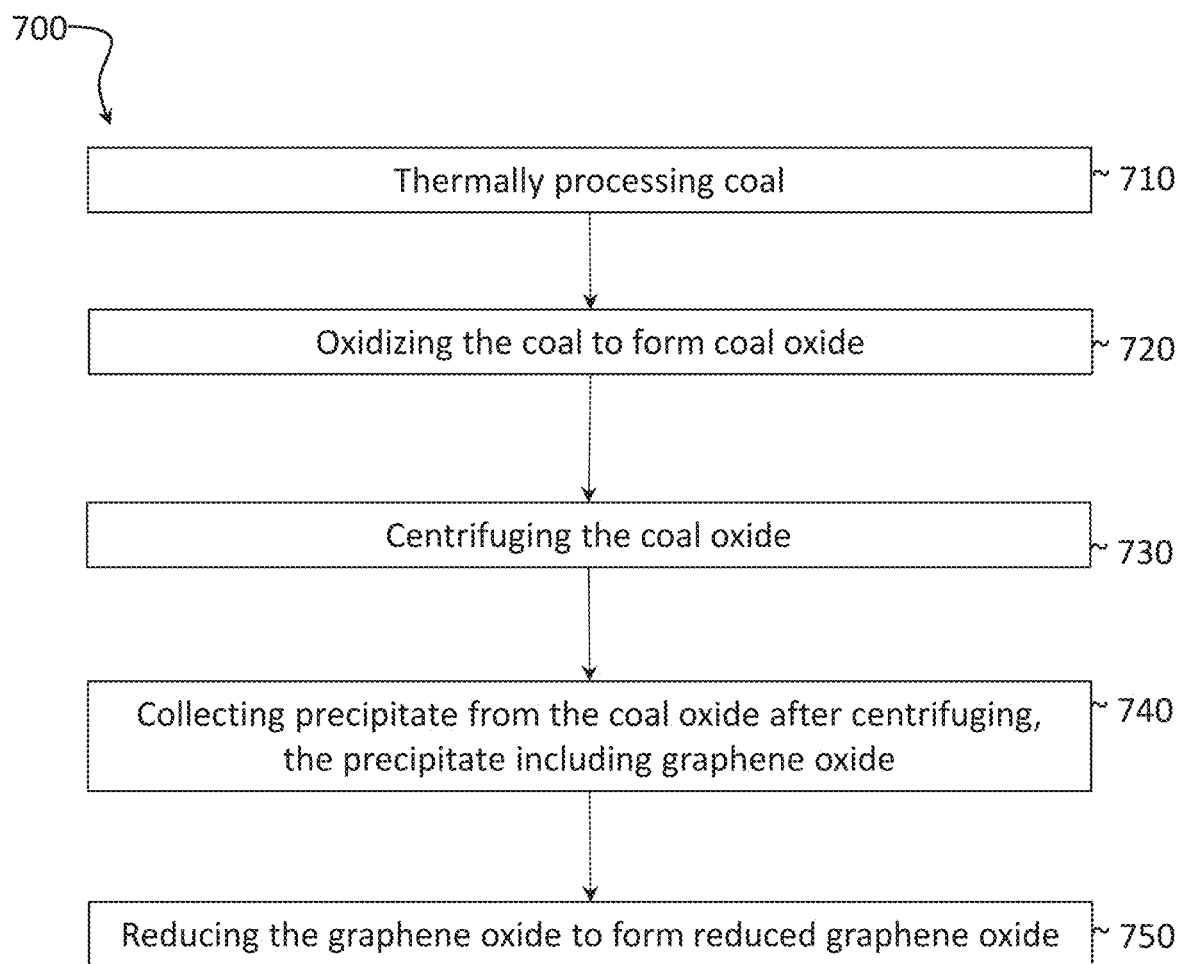 700
Thermally processing coal
710
Oxidizing the coal to form coal oxide
720
Centrifuging the coal oxide
730
Collecting precipitate from the coal oxide after centrifuging,
the precipitate including graphene oxide
740
Reducing the graphene oxide to form reduced graphene oxide
750